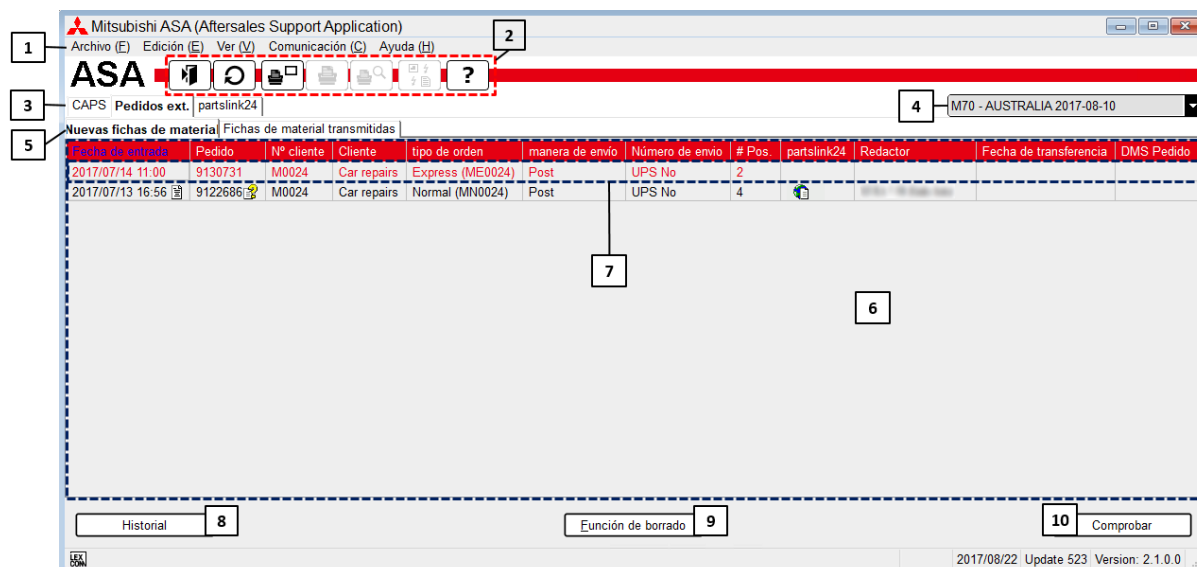 Mitsubishi ASA (Aftersales Support Application)
2
1
Archivo (F) Edición (E) Ver (V) Comunicación (C) Ayuda (H)
ASA ?
3
CAPS Pedidos ext. partslink24
4
M70 - AUSTRALIA 2017-08-10
5
Nuevas fichas de material Fichas de material transmitidas
Fecha de entrada Pedido Nº cliente Cliente tipo de orden manera de envío Número de envio # Pos. partslink24 Redactor Fecha de transferencia DMS Pedido
2017/07/14 11:00 9130731 M0024 Car repairs Express (ME0024) Post UPS No 2
2017/07/13 16:56 9122686 M0024 Car repairs Normal (MN0024) Post UPS No 4
7
6
Historial 8 Función de borrado 9 10 Comprobar
LEX COM 2017/08/22 Update 523 Version: 2.1.0.0